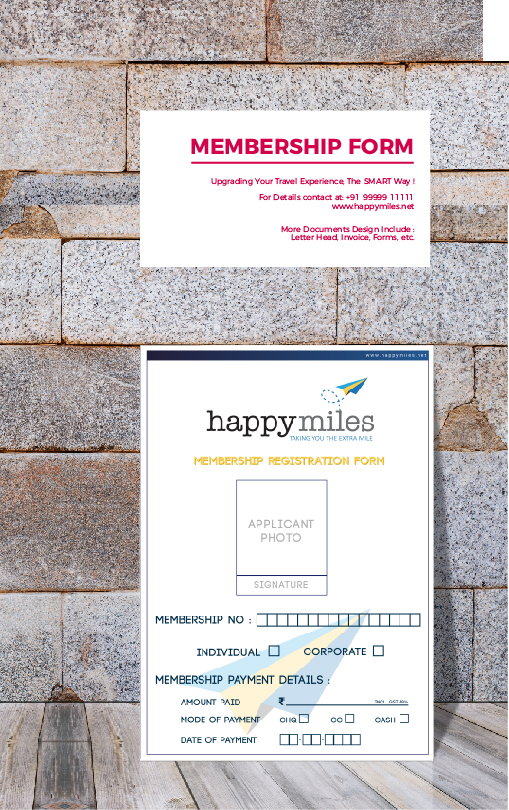 MEMBERSHIP FORM
Upgrading Your Travel Experience, The SMART Way !
For Details contact at: +91 99999 11111
www.happymiles.net
More Documents Design Include :
Letter Head, Invoice, Forms, etc.
www.happymiles.net
happymiles
TAKING YOU THE EXTRA MILE
MEMBERSHIP REGISTRATION FORM
APPLICANT
PHOTO
SIGNATURE
MEMBERSHIP NO :
INDIVIDUAL
CORPORATE
MEMBERSHIP PAYMENT DETAILS :
AMOUNT PAID ₹
MODE OF PAYMENT CHQ CC CASH
DATE OF PAYMENT - -